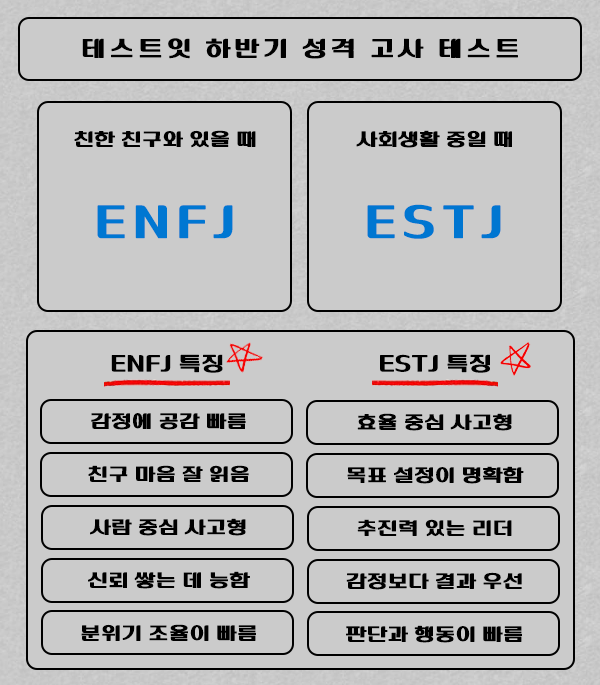 테스트잇 하반기 성격 고사 테스트
친한 친구와 있을 때
ENFJ
사회생활 중일 때
ESTJ
ENFJ 특징
감정에 공감 빠름
친구 마음 잘 읽음
사람 중심 사고형
신뢰 쌓는 데 능함
분위기 조율이 빠름
ESTJ 특징
효율 중심 사고형
목표 설정이 명확함
추진력 있는 리더
감정보다 결과 우선
판단과 행동이 빠름